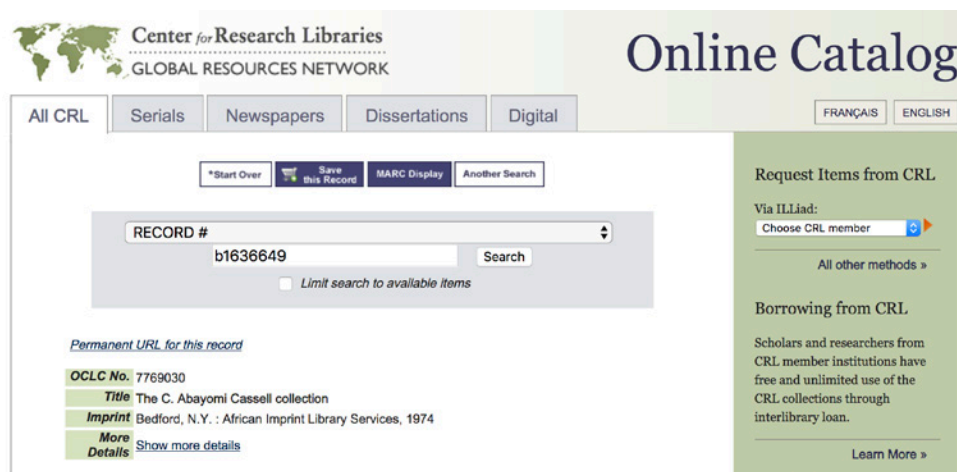 Center for Research Libraries
GLOBAL RESOURCES NETWORK
Online Catalog
All CRL
Serials
Newspapers
Dissertations
Digital
FRANÇAIS
ENGLISH
*Start Over
Save
this Record
MARC Display
Another Search
RECORD #
b1636649
Search
Limit search to available items
Permanent URL for this record
OCLC No. 7769030
Title The C. Abayomi Cassell collection
Imprint Bedford, N.Y. : African Imprint Library Services, 1974
More
Details Show more details
Request Items from CRL
Via ILLiad:
Choose CRL member
All other methods »
Borrowing from CRL
Scholars and researchers from
CRL member institutions have
free and unlimited use of the
CRL collections through
interlibrary loan.
Learn More »